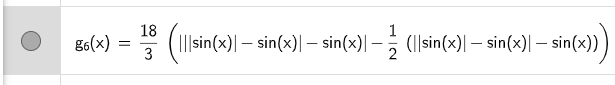 g₆(x) = 18/3 (|||sin(x)| – sin(x)| – sin(x)| – 1/2 (||sin(x)| – sin(x)| – sin(x)))